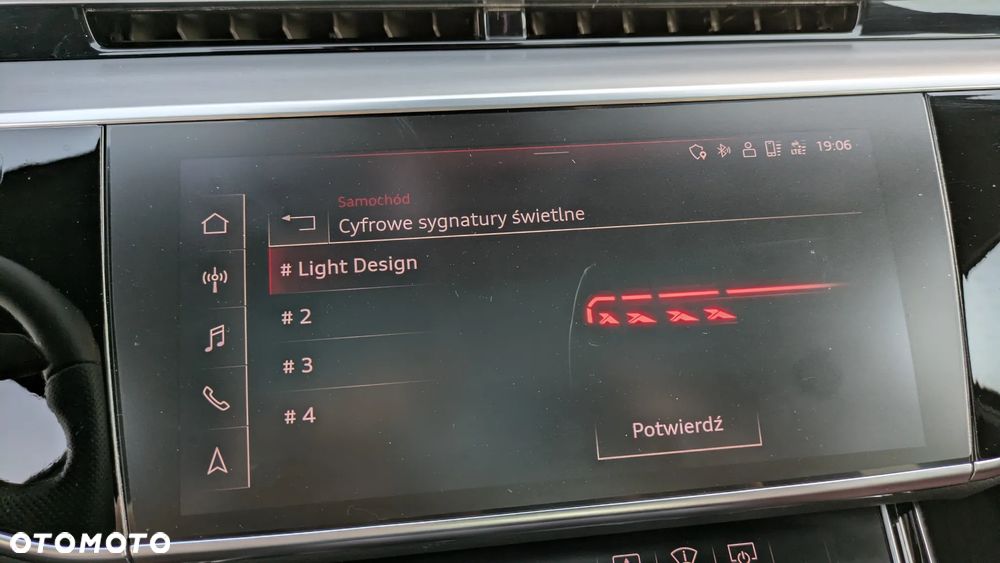 19:06
Samochód
Cyfrowe sygnatury świetlne
# Light Design
# 2
# 3
# 4
Potwierdź
OTOMOTO